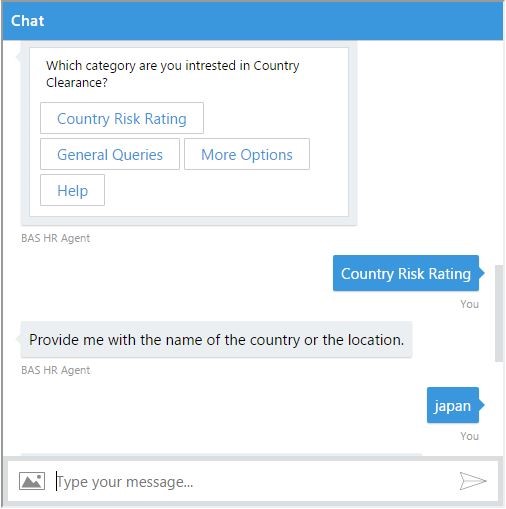 Chat
Which category are you intrested in Country
Clearance?
Country Risk Rating
General Queries
More Options
Help
BAS HR Agent
Country Risk Rating
You
Provide me with the name of the country or the location.
BAS HR Agent
japan
You
Type your message...